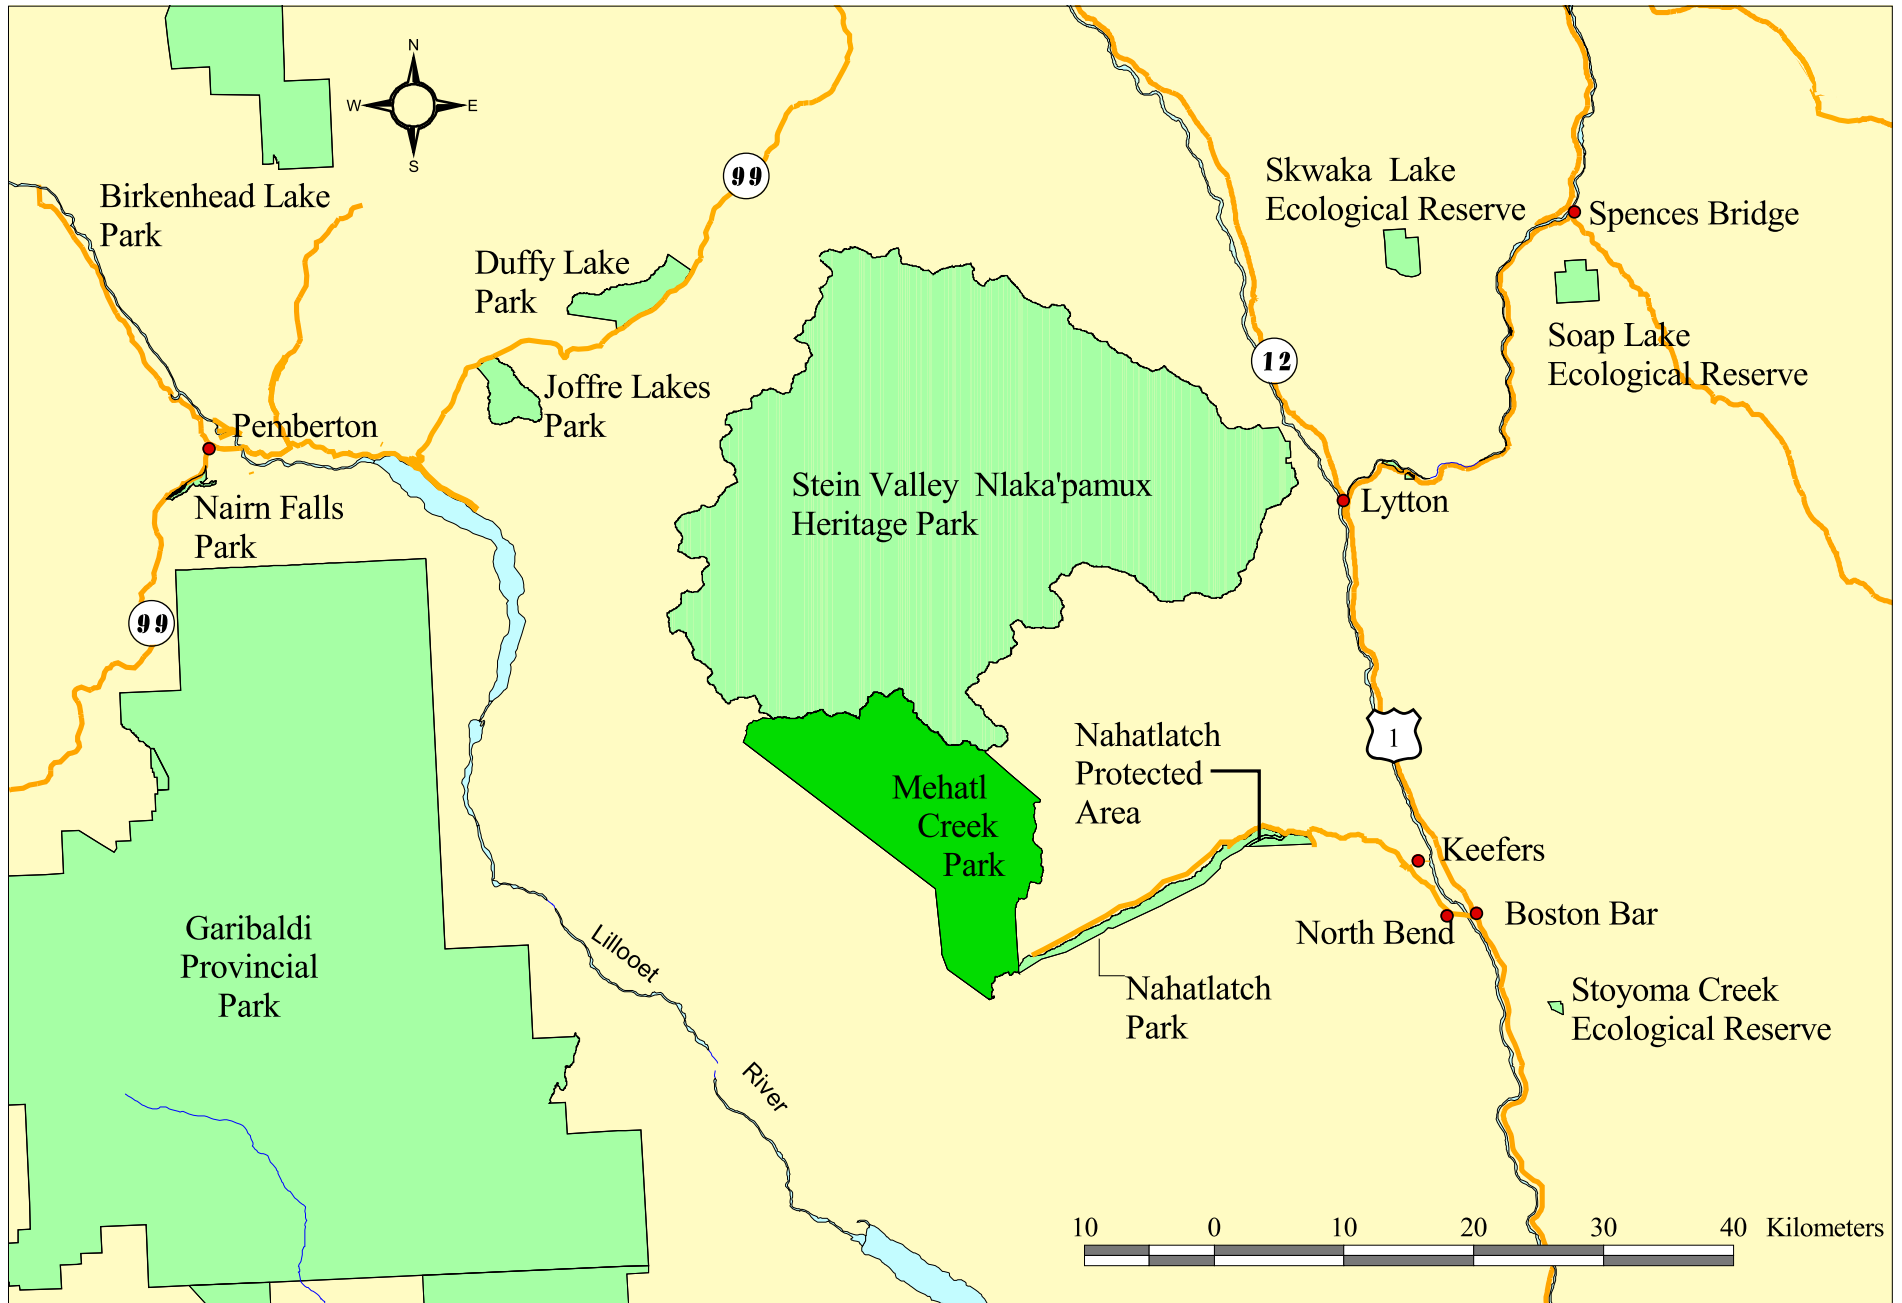 N
W
E
S
99
Birkenhead Lake
Park
Skwaka Lake
Ecological Reserve
Spences Bridge
Duffy Lake
Park
Soap Lake
Ecological Reserve
12
Joffre Lakes
Park
Pemberton
Stein Valley Nlaka'pamux
Heritage Park
Lytton
Nairn Falls
Park
99
Nahatlatch
Protected
Area
1
Mehatl
Creek
Park
Keefers
Boston Bar
North Bend
Garibaldi
Provincial
Park
Lillooet
River
Nahatlatch
Park
Stoyoma Creek
Ecological Reserve
10 0 10 20 30 40 Kilometers